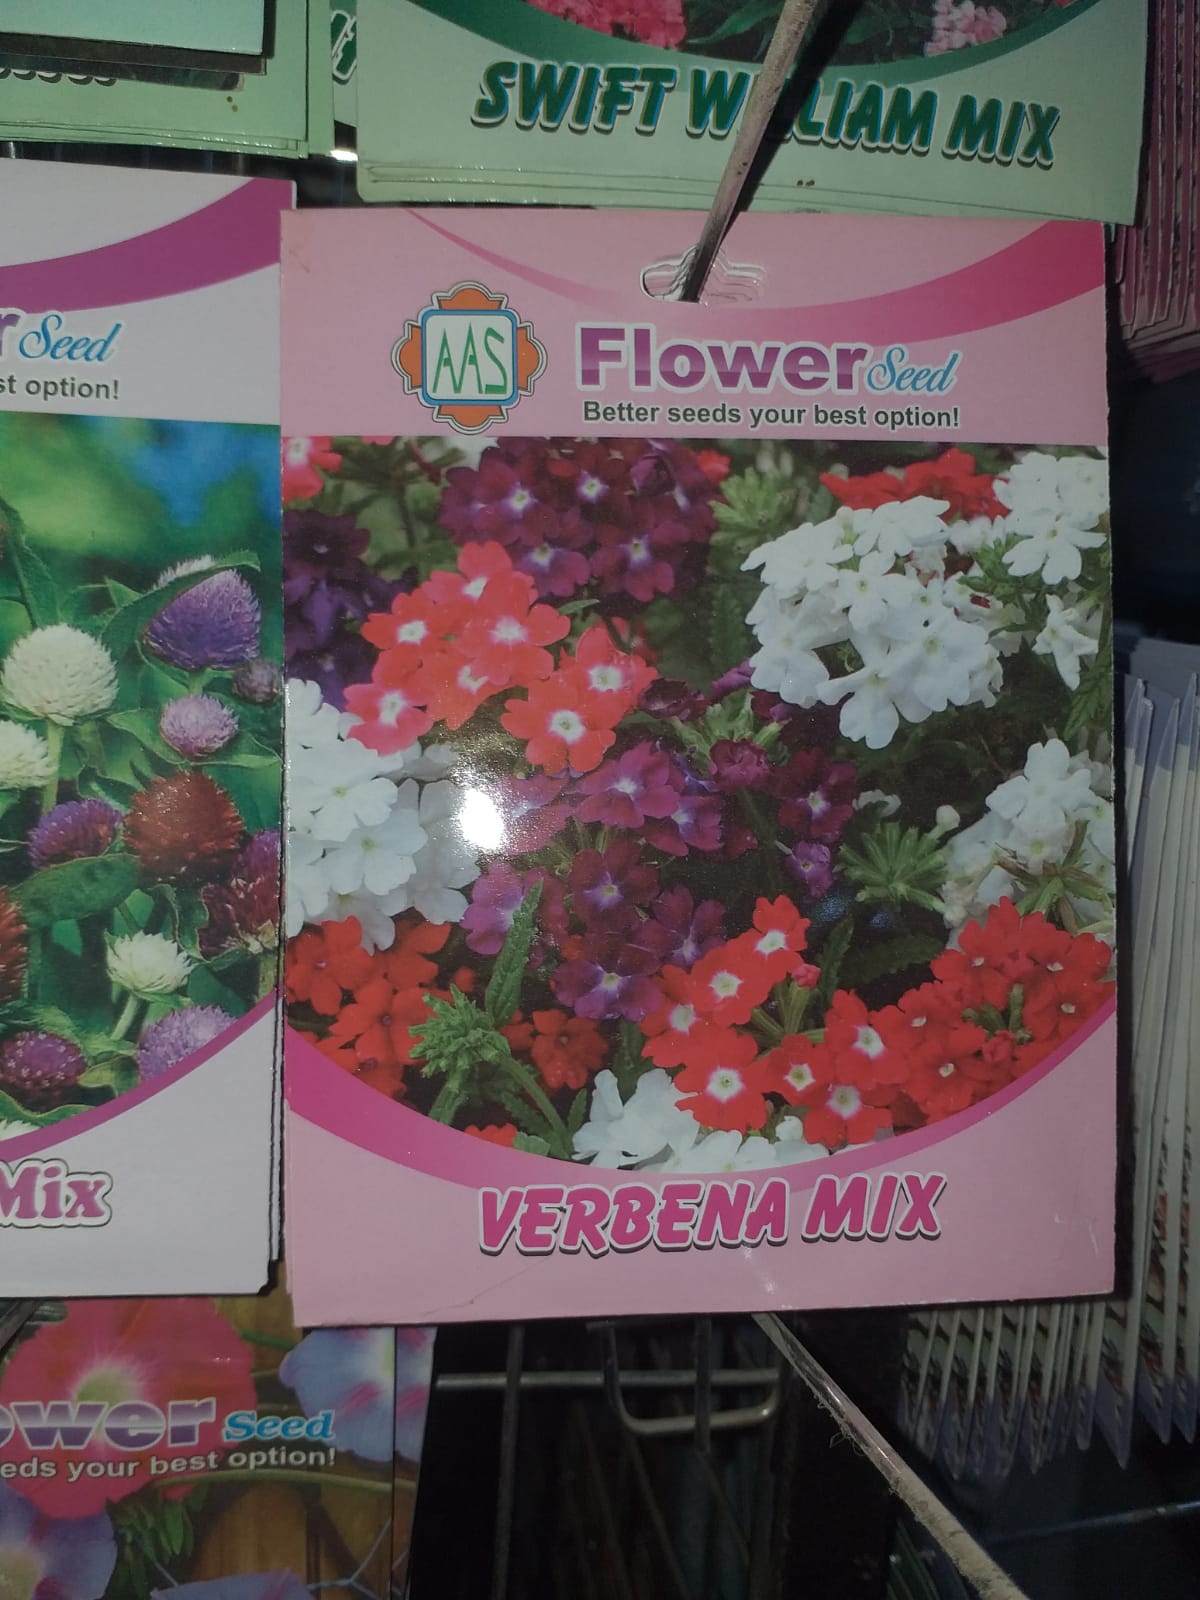 SWIFT WILLIAM MIX
Seed
st option!
Mix
AAS
Flower Seed
Better seeds your best option!
VERBENA MIX
ower Seed
eds your best option!